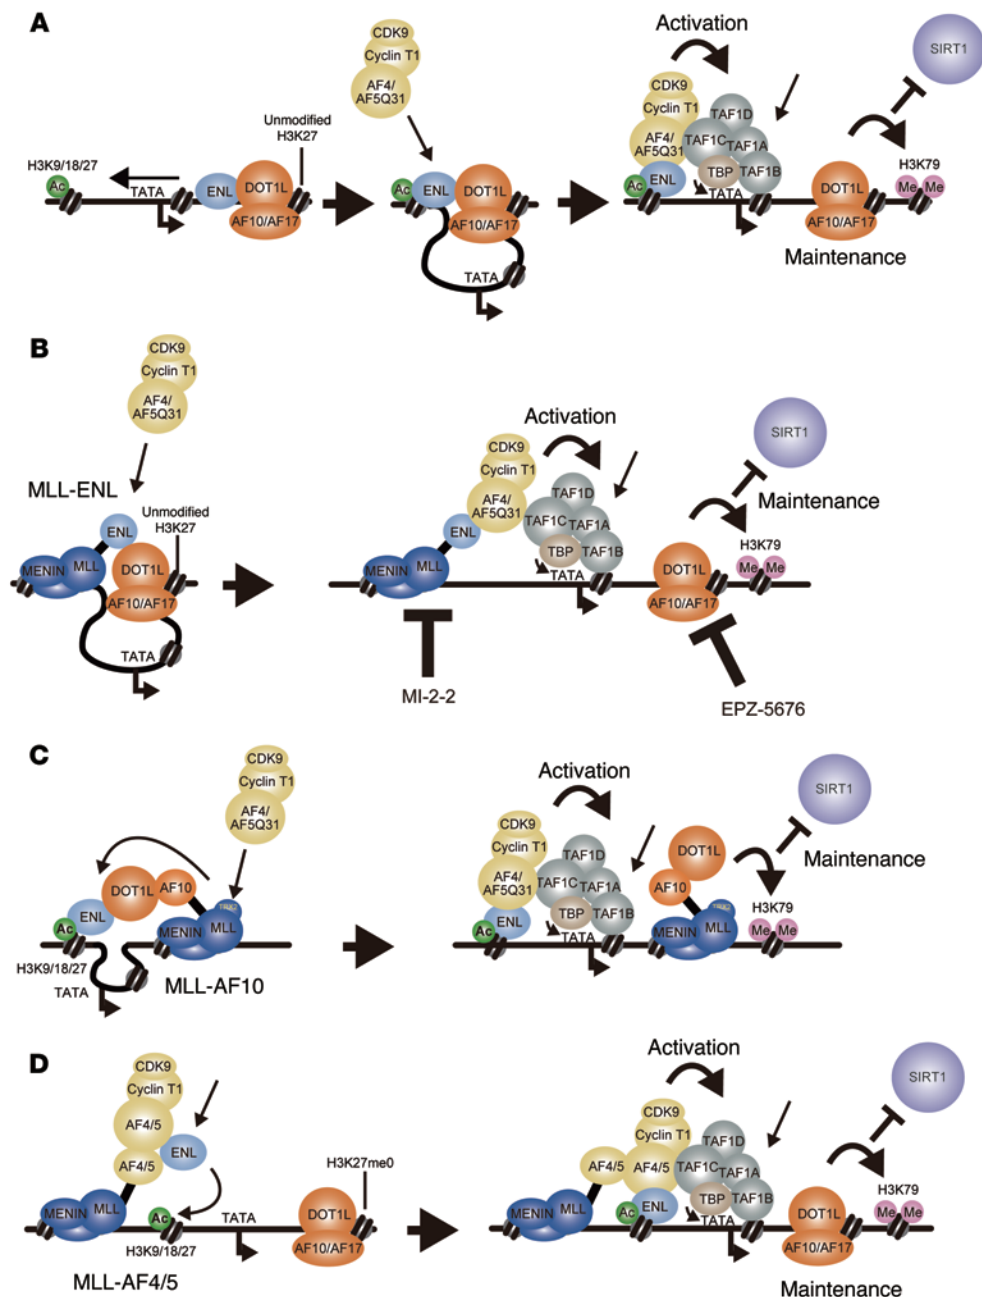 A
CDK9
Cyclin T1
AF4/
AF5Q31
Unmodified
H3K27
H3K9/18/27
Ac
TATA
ENL
DOT1L
AF10/AF17
Ac
ENL
DOT1L
AF10/AF17
TATA
Activation
CDK9
Cyclin T1
AF4/
AF5Q31
TAF1D
TAF1C
TAF1A
TAF1B
TBP
Ac
ENL
TATA
DOT1L
AF10/AF17
Maintenance
SIRT1
H3K79
Me Me
B
CDK9
Cyclin T1
AF4/
AF5Q31
MLL-ENL
Unmodified
H3K27
ENL
MENIN
MLL
DOT1L
AF10/AF17
TATA
Activation
CDK9
Cyclin T1
AF4/
AF5Q31
ENL
MENIN
MLL
TAF1D
TAF1C
TAF1A
TAF1B
TBP
TATA
DOT1L
AF10/AF17
SIRT1
Maintenance
H3K79
Me Me
MI-2-2
EPZ-5676
C
CDK9
Cyclin T1
AF4/
AF5Q31
DOT1L
AF10
ENL
Ac
MENIN
MLL
H3K9/18/27
TATA
MLL-AF10
Activation
CDK9
Cyclin T1
AF4/
AF5Q31
ENL
Ac
TAF1D
TAF1C
TAF1A
TAF1B
TBP
TATA
DOT1L
AF10
MENIN
MLL
SIRT1
Maintenance
H3K79
Me Me
D
CDK9
Cyclin T1
AF4/5
ENL
AF4/5
MENIN
MLL
Ac
H3K9/18/27
TATA
H3K27me0
DOT1L
AF10/AF17
MLL-AF4/5
Activation
CDK9
Cyclin T1
AF4/5
AF4/5
MENIN
MLL
Ac
ENL
TAF1D
TAF1C
TAF1A
TAF1B
TBP
TATA
DOT1L
AF10/AF17
Maintenance
SIRT1
H3K79
Me Me